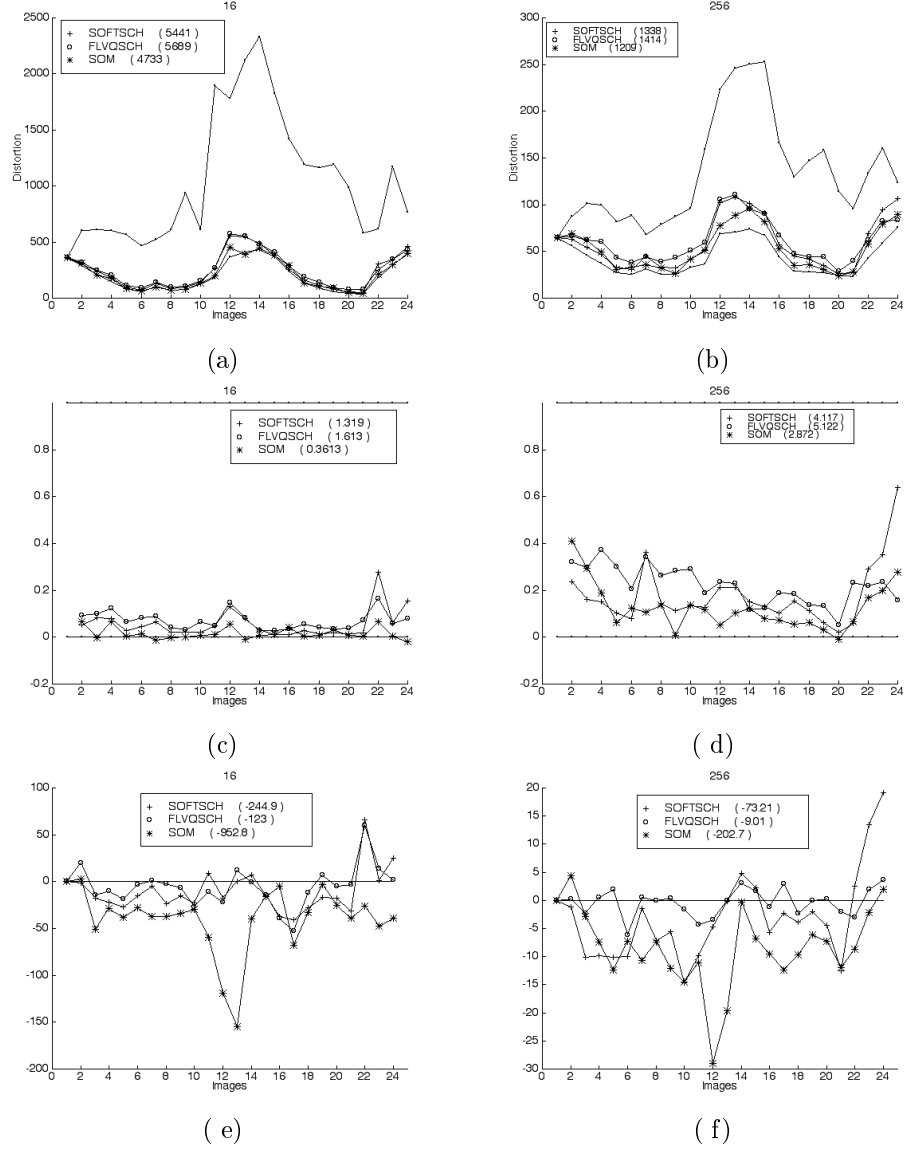 16
2500
2000
1500
1000
500
0
Distortion
SOFTSCH ( 5441 )
FLVQSCH ( 5689 )
SOM ( 4733 )
0 2 4 6 8 10 12 14 16 18 20 22 24
Images
(a)
256
300
250
200
150
100
50
0
Distortion
SOFTSCH ( 1338 )
FLVQSCH ( 1414 )
SOM ( 1209 )
0 2 4 6 8 10 12 14 16 18 20 22 24
Images
(b)
16
0.8
0.6
0.4
0.2
0
-0.2
SOFTSCH ( 1.319 )
FLVQSCH ( 1.613 )
SOM ( 0.3613 )
0 2 4 6 8 10 12 14 16 18 20 22 24
Images
(c)
256
0.8
0.6
0.4
0.2
0
-0.2
SOFTSCH ( 4.117 )
FLVQSCH ( 5.122 )
SOM ( 2.872 )
0 2 4 6 8 10 12 14 16 18 20 22 24
Images
( d)
16
100
50
0
-50
-100
-150
-200
SOFTSCH ( -244.9 )
FLVQSCH ( -123 )
SOM ( -952.8 )
0 2 4 6 8 10 12 14 16 18 20 22 24
Images
( e)
256
20
15
10
5
0
-5
-10
-15
-20
-25
-30
SOFTSCH ( -73.21 )
FLVQSCH ( -9.01 )
SOM ( -202.7 )
0 2 4 6 8 10 12 14 16 18 20 22 24
Images
( f)